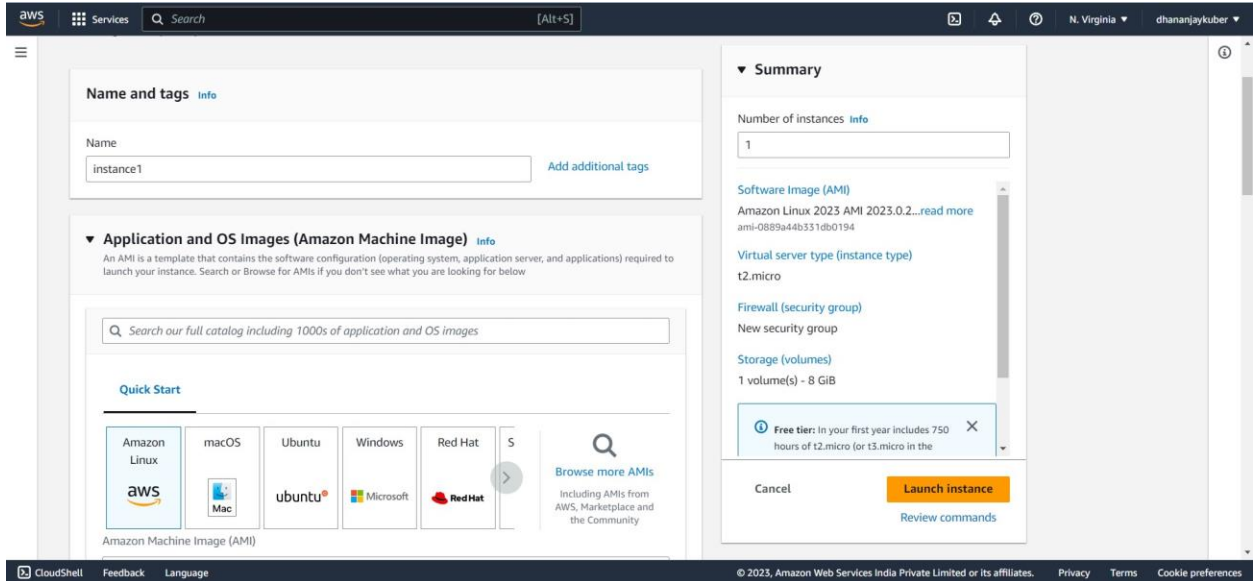 aws
Services
Search
[Alt+S]
N. Virginia
dhananjaykuber
Name and tags Info
Name
instance1
Add additional tags
Application and OS Images (Amazon Machine Image) Info
An AMI is a template that contains the software configuration (operating system, application server, and applications) required to
launch your instance. Search or Browse for AMIs if you don't see what you are looking for below
Search our full catalog including 1000s of application and OS images
Quick Start
Amazon
Linux
aws
macOS
Mac
Ubuntu
ubuntu
Windows
Microsoft
Red Hat
Red Hat
S
Browse more AMIs
Including AMIs from
AWS, Marketplace and
the Community
Amazon Machine Image (AMI)
Summary
Number of instances Info
1
Software Image (AMI)
Amazon Linux 2023 AMI 2023.0.2...read more
ami-0889a44b331db0194
Virtual server type (instance type)
t2.micro
Firewall (security group)
New security group
Storage (volumes)
1 volume(s) - 8 GiB
Free tier: In your first year includes 750
hours of t2.micro (or t3.micro in the
Cancel
Launch instance
Review commands
CloudShell
Feedback
Language
© 2023, Amazon Web Services India Private Limited or its affiliates.
Privacy
Terms
Cookie preferences